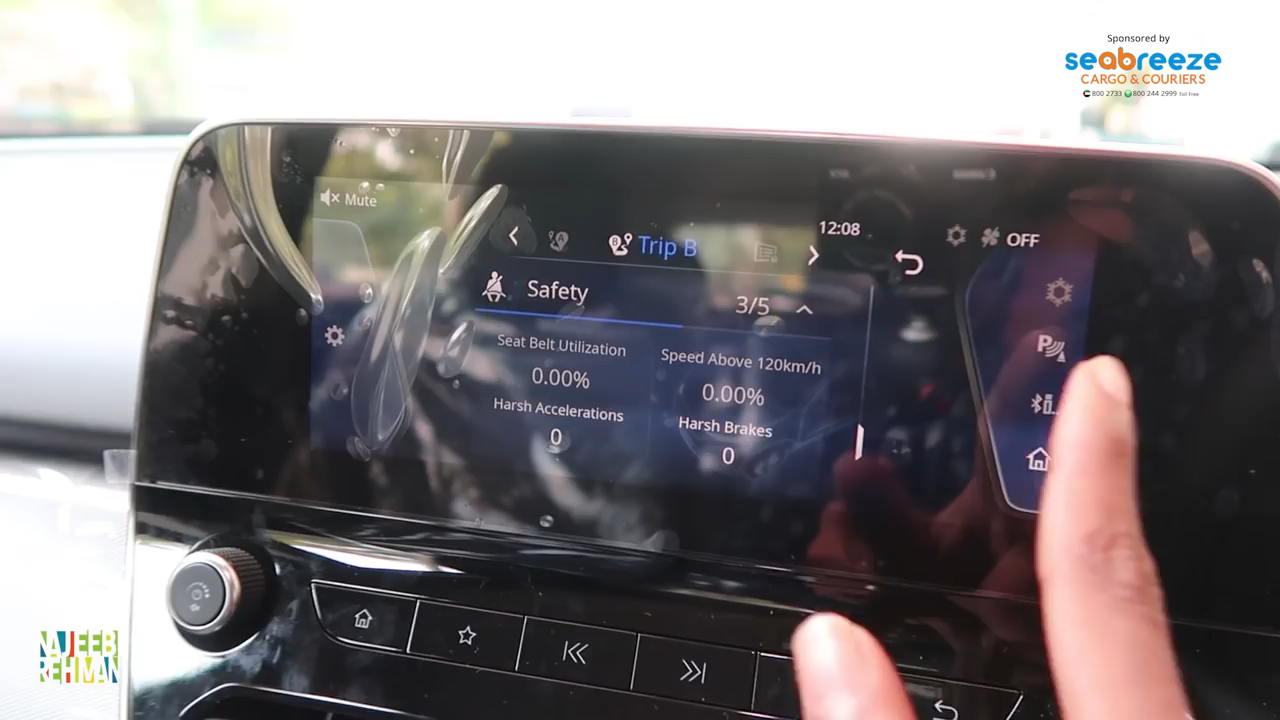 Sponsored by
seabreeze
CARGO & COURIERS
800 2733 800 244 2999 Toll Free
Mute
12:08
OFF
Trip B
Safety
3/5
Seat Belt Utilization
0.00%
Speed Above 120km/h
0.00%
Harsh Accelerations
0
Harsh Brakes
0
NAJEEB
REHMAN